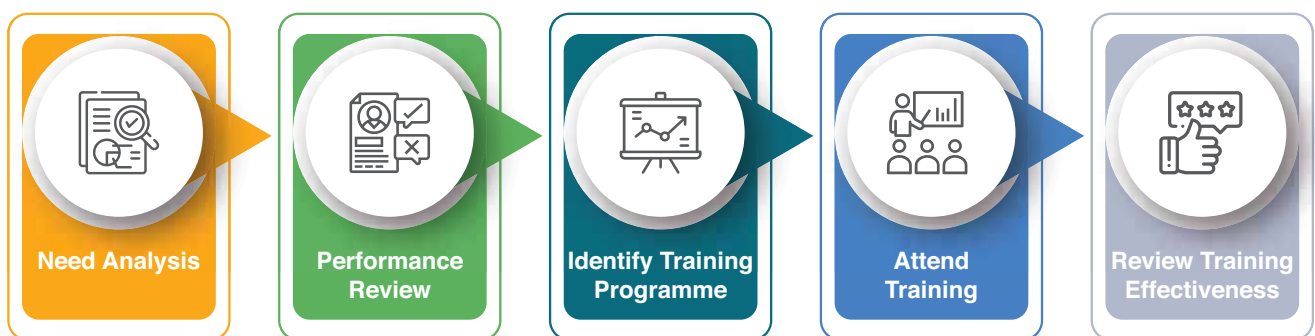 Need Analysis
Performance
Review
Identify Training
Programme
Attend
Training
Review Training
Effectiveness